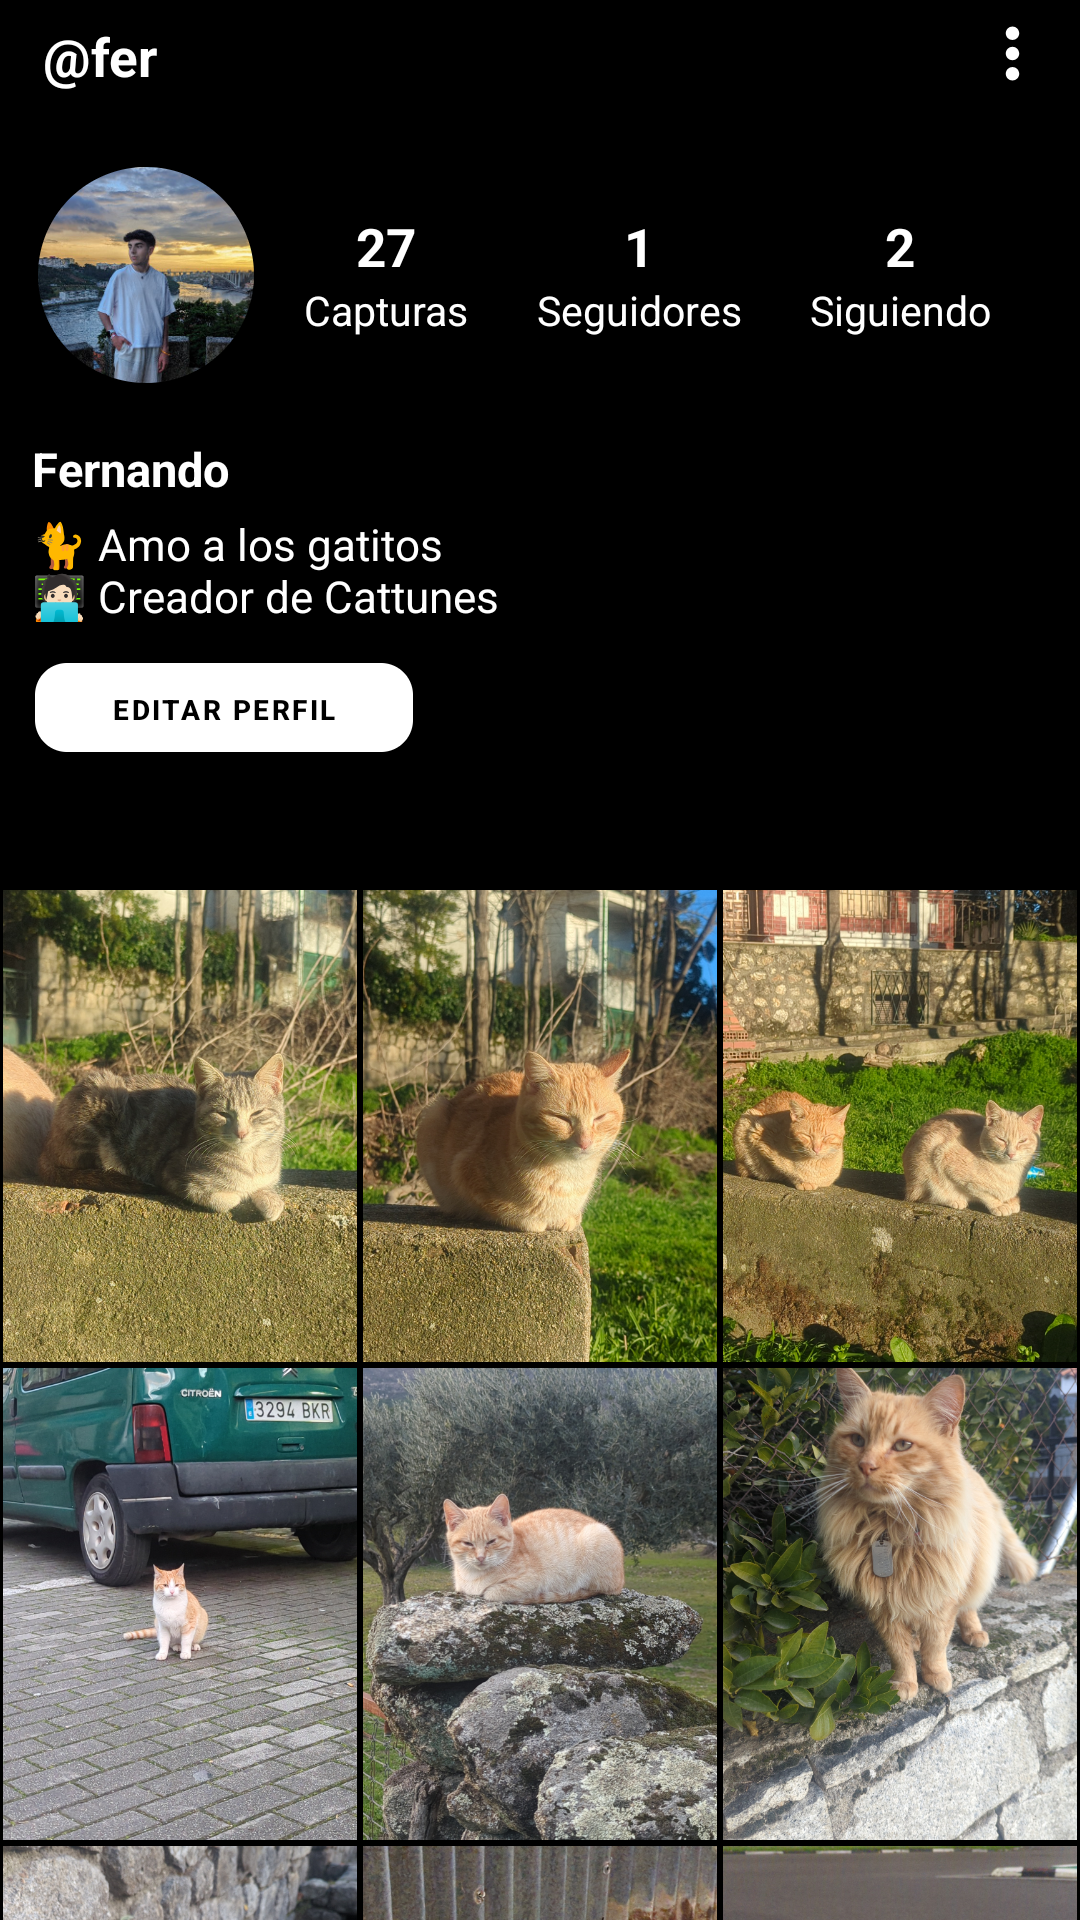 @fer
27
1
2
Capturas
Seguidores
Siguiendo
Fernando
🐈 Amo a los gatitos
🧑🏻‍💻 Creador de Cattunes
EDITAR PERFIL
CITROËN
3294 BKR